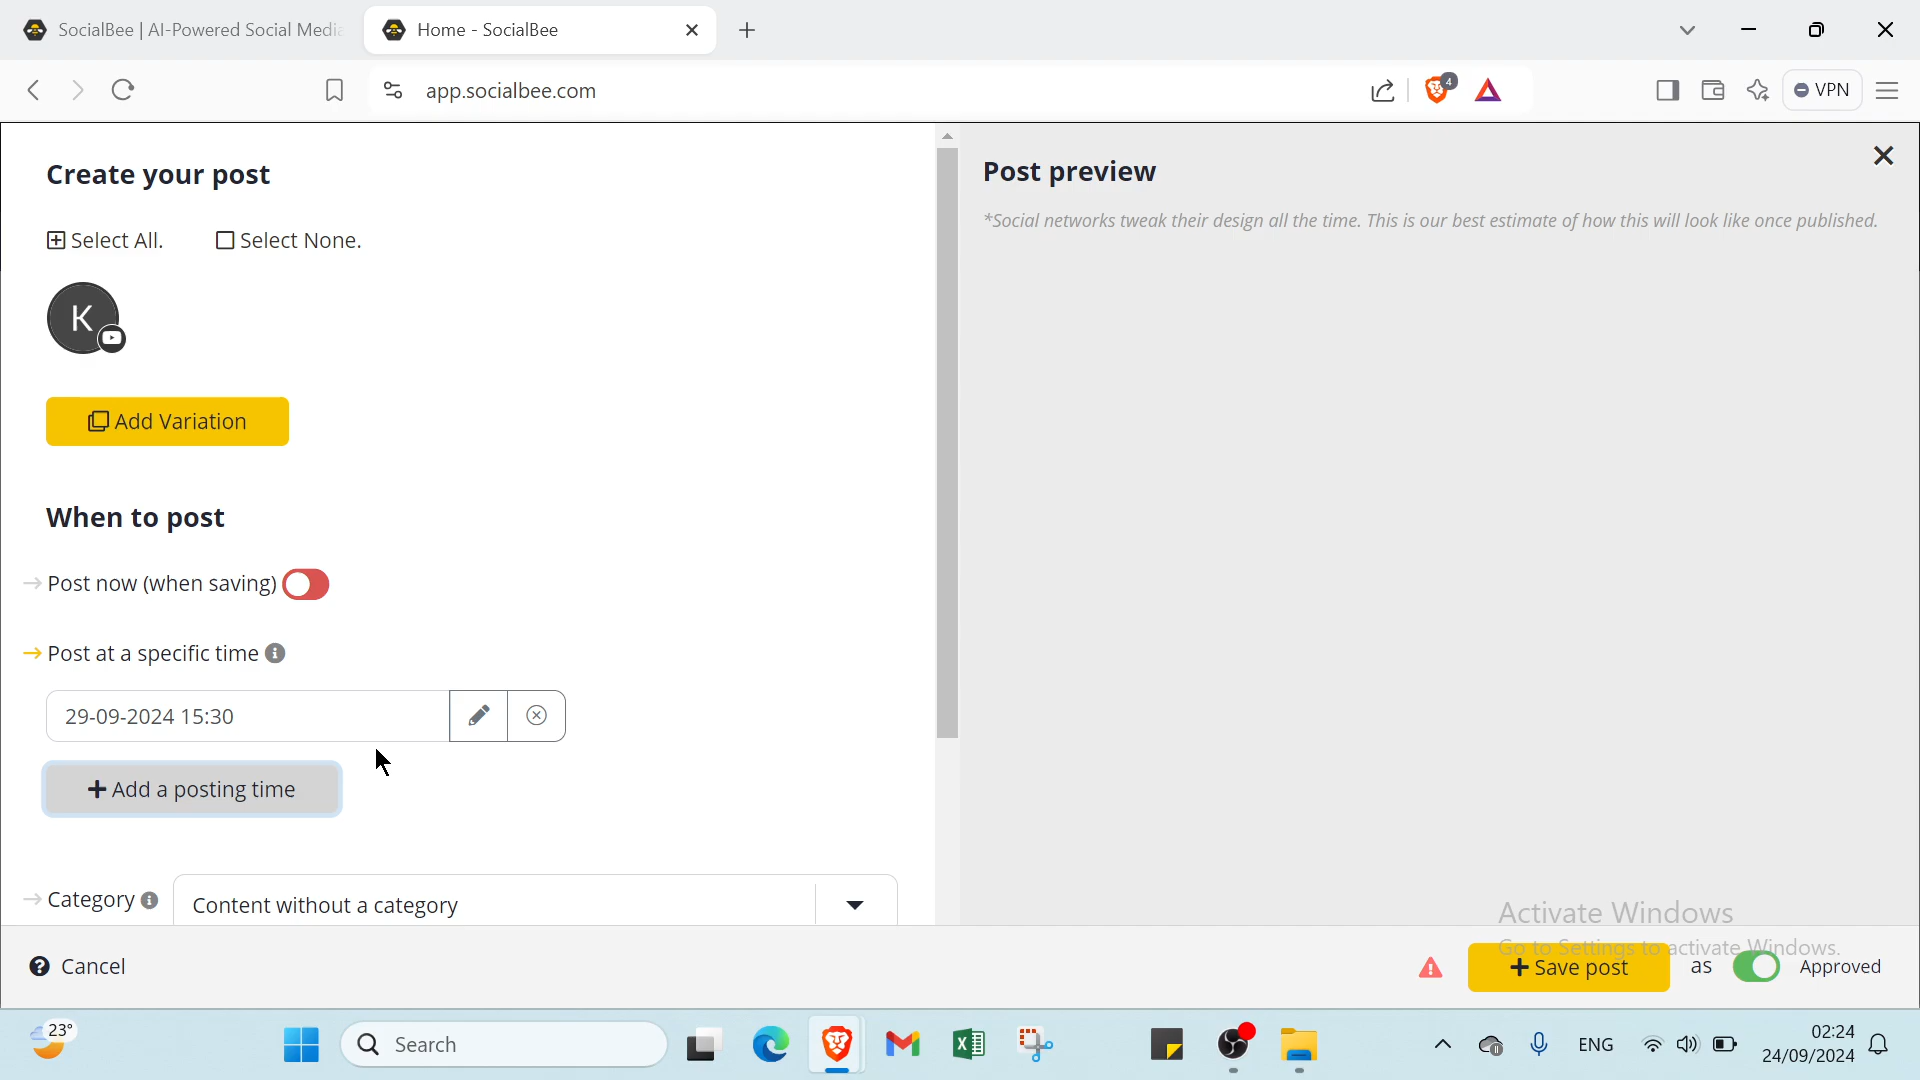 SocialBee | AI-Powered Social Media
Home - SocialBee
app.socialbee.com
4
VPN
Create your post
Select All.
Select None.
K
Add Variation
When to post
Post now (when saving)
Post at a specific time
29-09-2024 15:30
Add a posting time
Category
Content without a category
Cancel
Post preview
*Social networks tweak their design all the time. This is our best estimate of how this will look like once published.
Activate Windows
Go to Settings to activate Windows.
Save post
as
Approved
23°
Search
ENG
02:24
24/09/2024